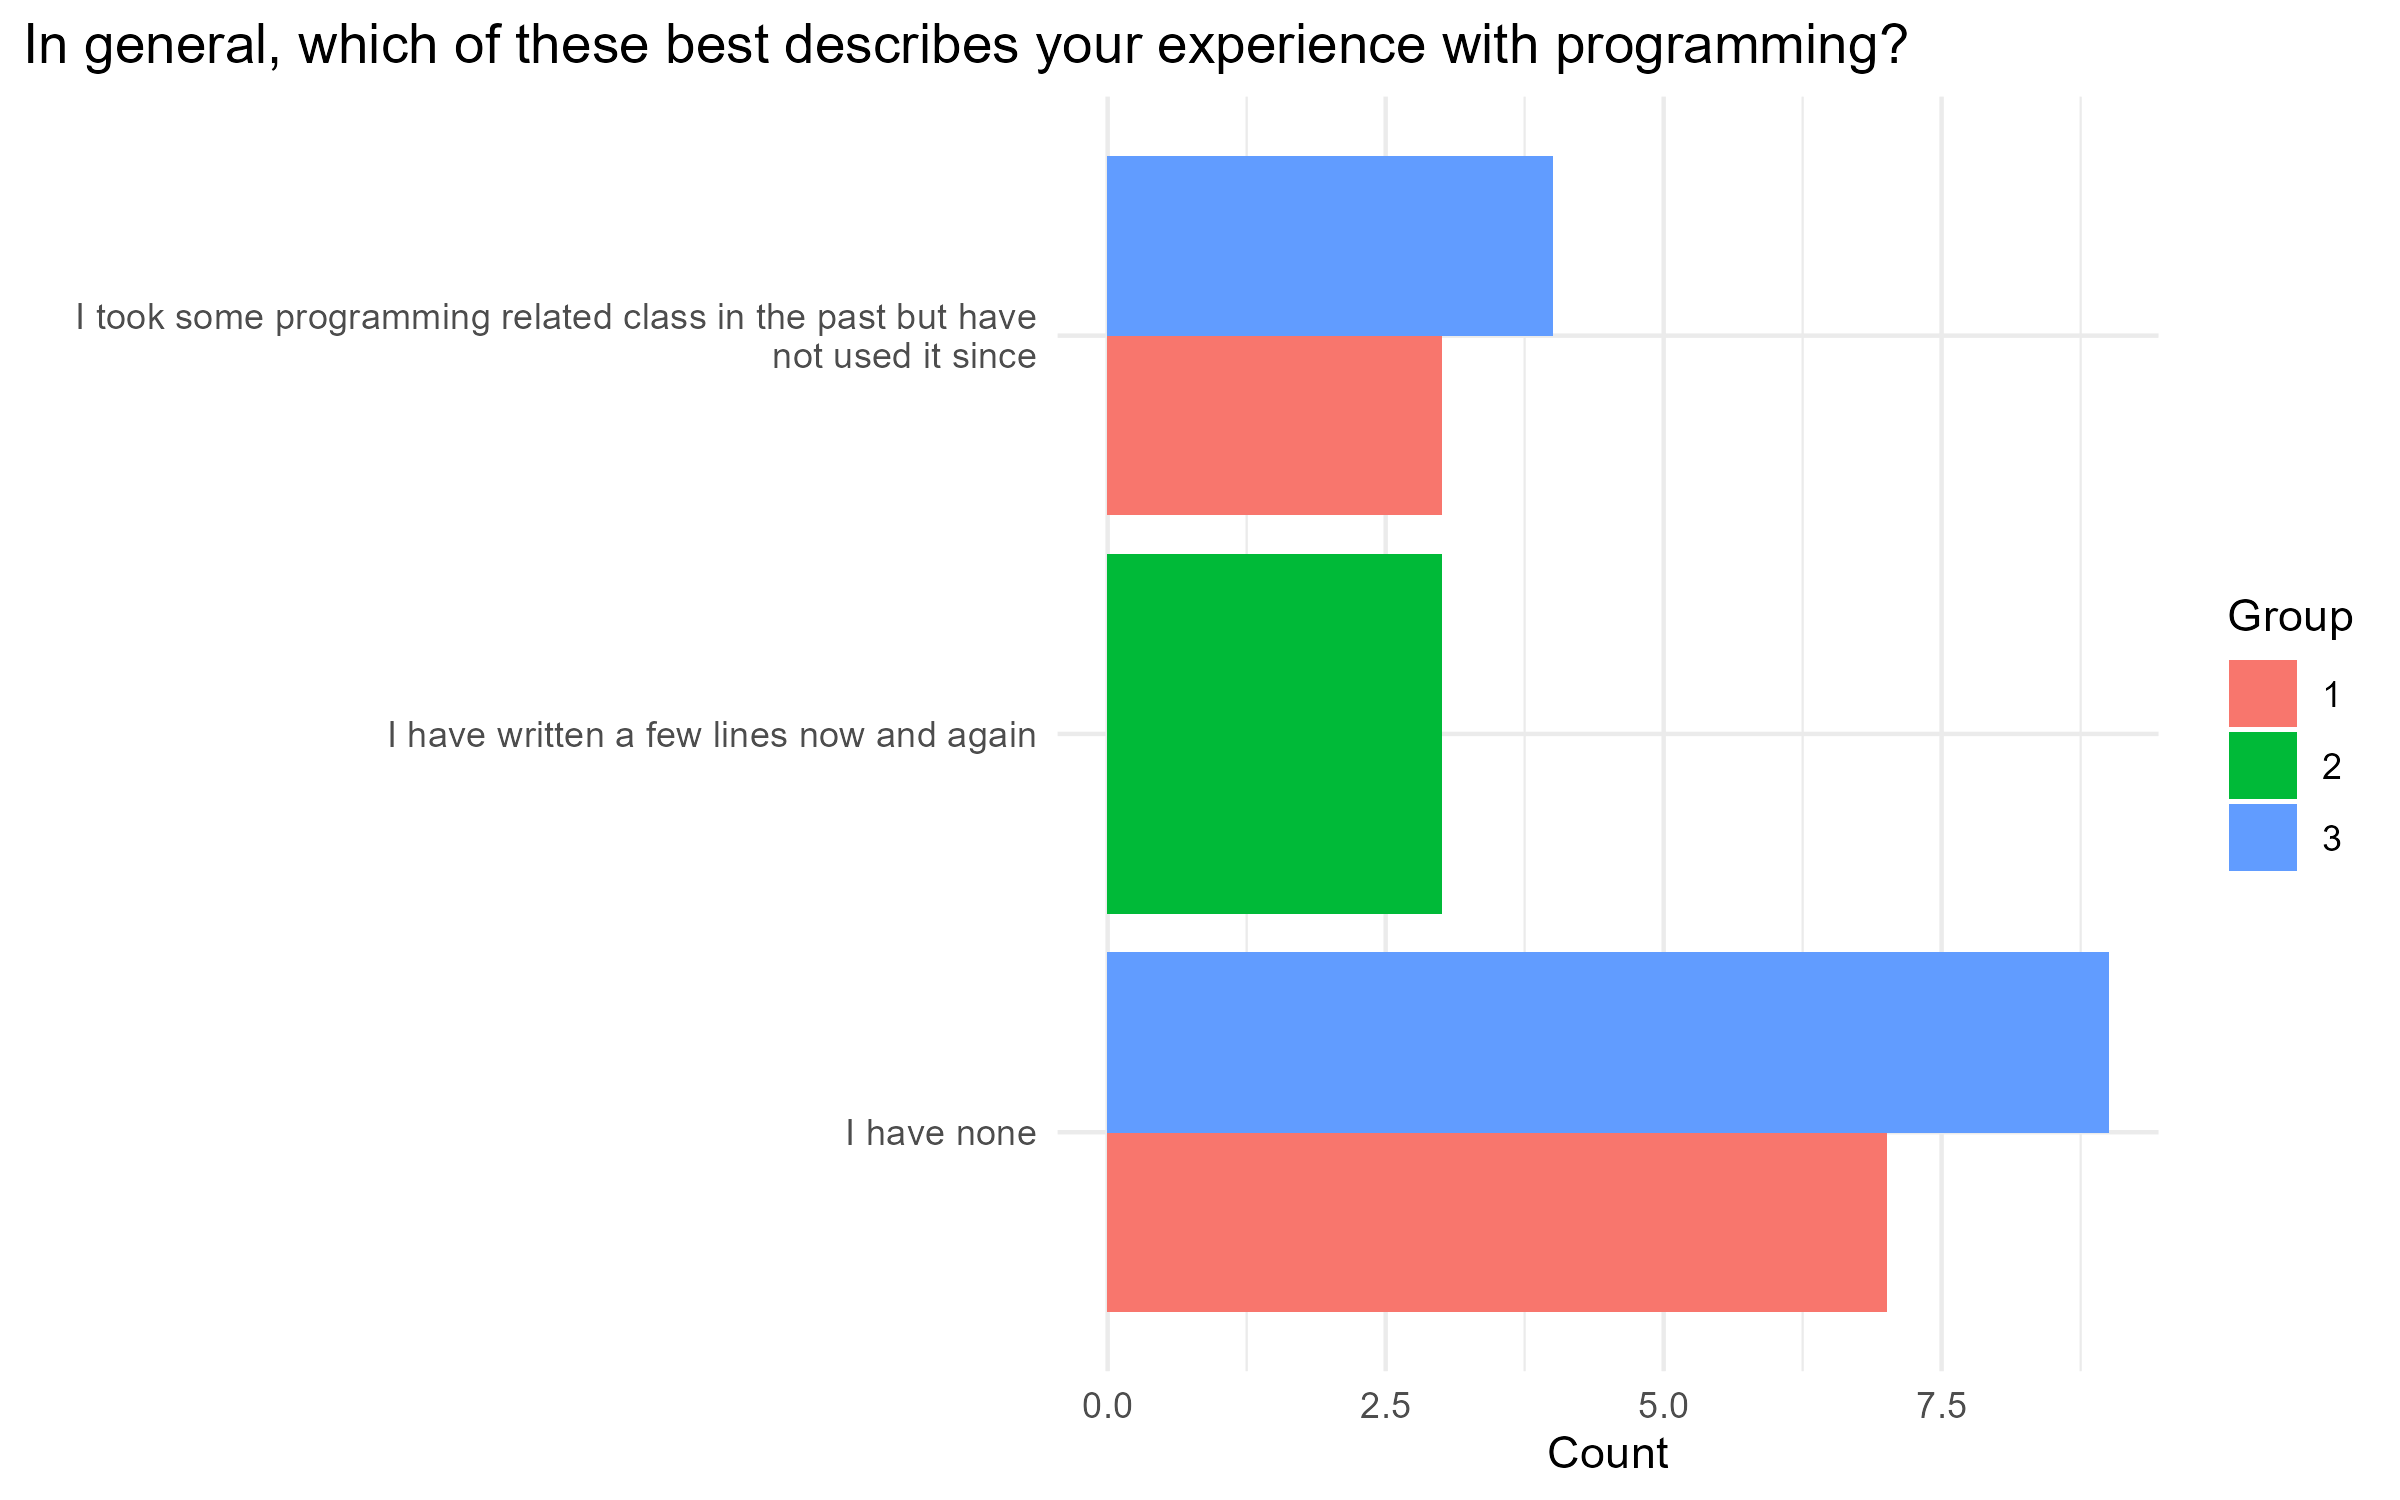 In general, which of these best describes your experience with programming?
I took some programming related class in the past but have
not used it since
I have written a few lines now and again
I have none
0.0
2.5
5.0
7.5
Count
Group
1
2
3